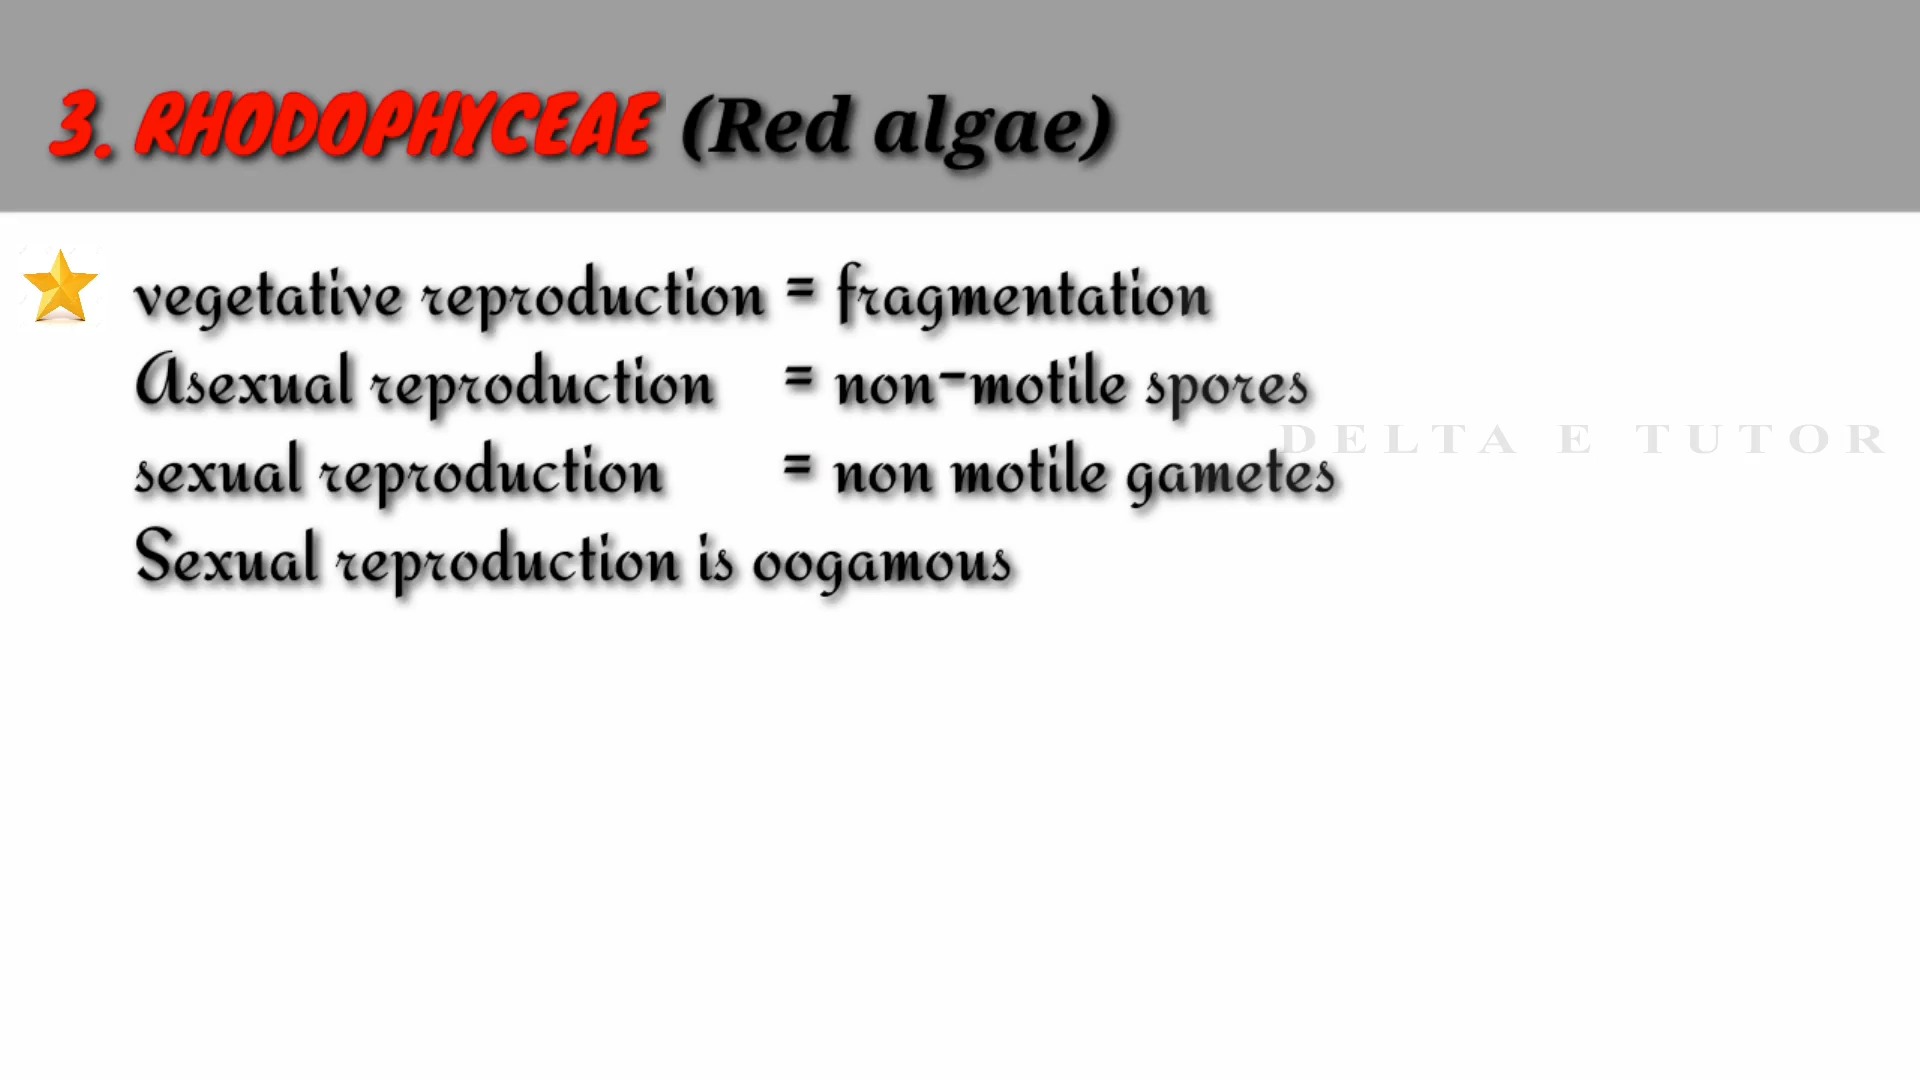 3. RHODOPHYCEAE (Red algae)
vegetative reproduction = fragmentation
Asexual reproduction = non-motile spores
DELTA E TUTOR
sexual reproduction = non motile gametes
Sexual reproduction is oogamous